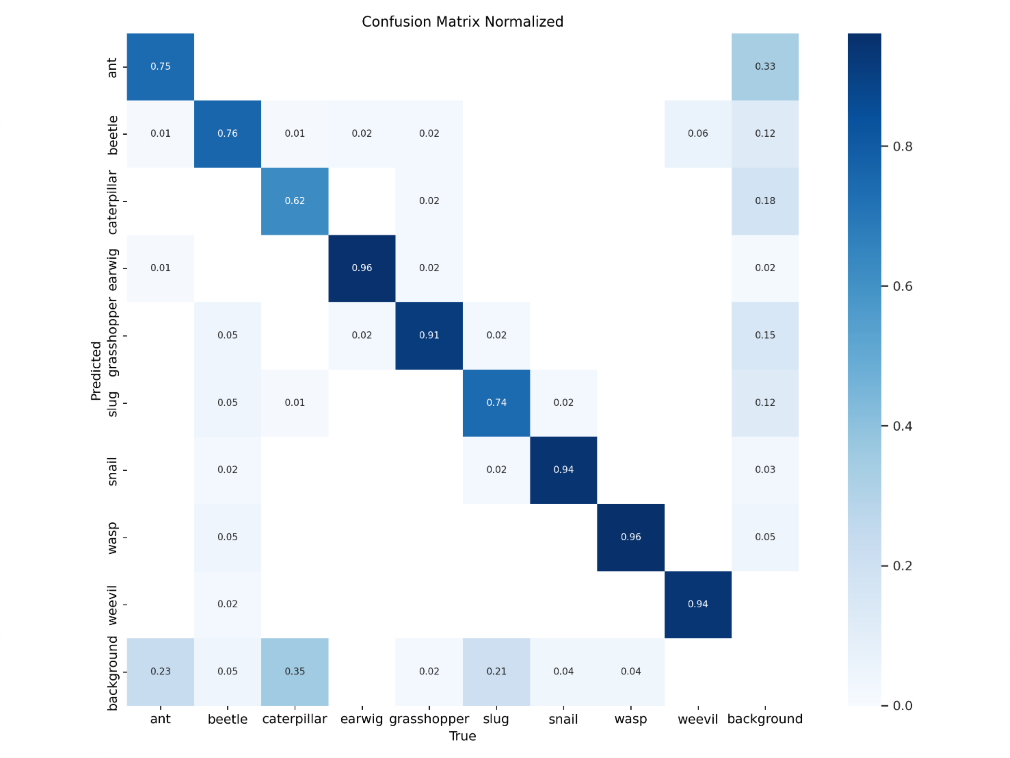 Confusion Matrix Normalized
ant
0.75
0.33
beetle
0.01 0.76 0.01 0.02 0.02 0.06 0.12
0.8
caterpillar
0.62 0.02 0.18
earwig
0.01 0.96 0.02 0.02
0.6
Predicted
grasshopper
0.05 0.02 0.91 0.02 0.15
slug
0.05 0.01 0.74 0.02 0.12
0.4
snail
0.02 0.02 0.94 0.03
wasp
0.05 0.96 0.05
0.2
weevil
0.02 0.94
background
0.23 0.05 0.35 0.02 0.21 0.04 0.04
0.0
ant beetle caterpillar earwig grasshopper slug snail wasp weevil background
True